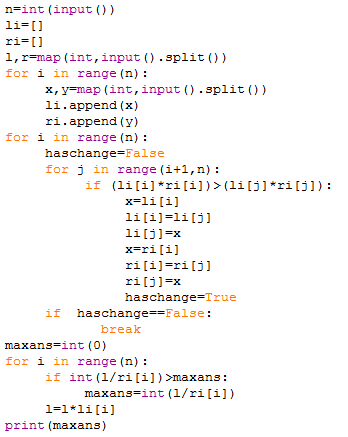 n=int(input())
li=[]
ri=[]
l,r=map(int,input().split())
for i in range(n):
    x,y=map(int,input().split())
    li.append(x)
    ri.append(y)
for i in range(n):
    haschange=False
    for j in range(i+1,n):
        if (li[i]*ri[i])>(li[j]*ri[j]):
            x=li[i]
            li[i]=li[j]
            li[j]=x
            x=ri[i]
            ri[i]=ri[j]
            ri[j]=x
            haschange=True
    if  haschange==False:
          break
maxans=int(0)
for i in range(n):
    if int(l/ri[i])>maxans:
        maxans=int(l/ri[i])
    l=l*li[i]
print(maxans)